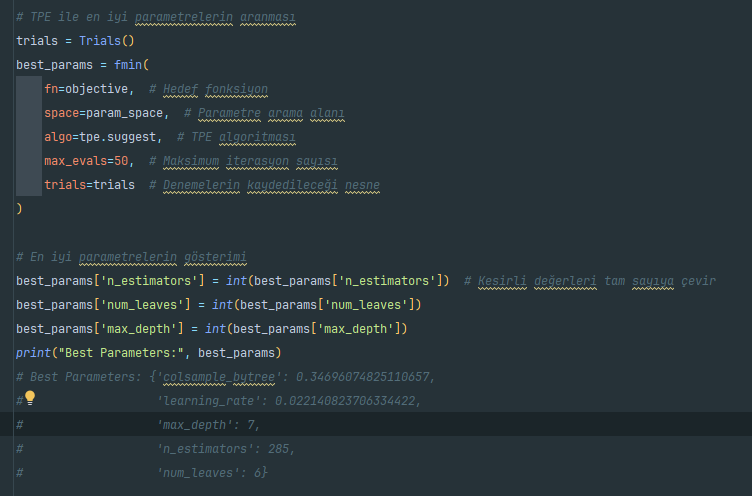 # TPE ile en iyi parametrelerin aranması
trials = Trials()
best_params = fmin(
    fn=objective,  # Hedef fonksiyon
    space=param_space,  # Parametre arama alanı
    algo=tpe.suggest,  # TPE algoritması
    max_evals=50,  # Maksimum iterasyon sayısı
    trials=trials  # Denemelerin kaydedileceği nesne
)
# En iyi parametrelerin gösterimi
best_params['n_estimators'] = int(best_params['n_estimators'])  # Kesirli değerleri tam sayıya çevir
best_params['num_leaves'] = int(best_params['num_leaves'])
best_params['max_depth'] = int(best_params['max_depth'])
print("Best Parameters:", best_params)
# Best Parameters: {'colsample_bytree': 0.34696074825110657,
#                   'learning_rate': 0.022140823706334422,
#                   'max_depth': 7,
#                   'n_estimators': 285,
#                   'num_leaves': 6}